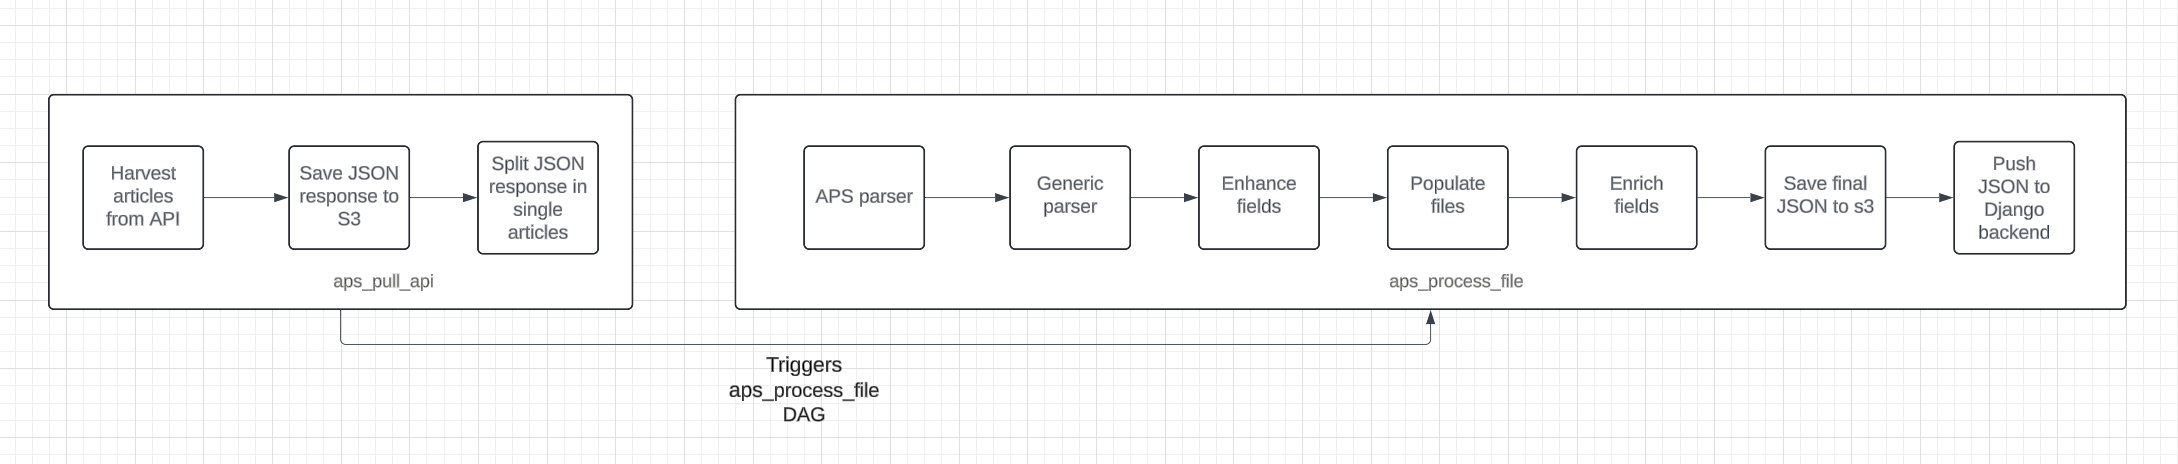 Harvest
articles
from API
Save JSON
response to
S3
Split JSON
response in
single
articles
aps_pull_api
APS parser
Generic
parser
Enhance
fields
Populate
files
Enrich
fields
Save final
JSON to s3
Push
JSON to
Django
backend
aps_process_file
Triggers
aps_process_file
DAG